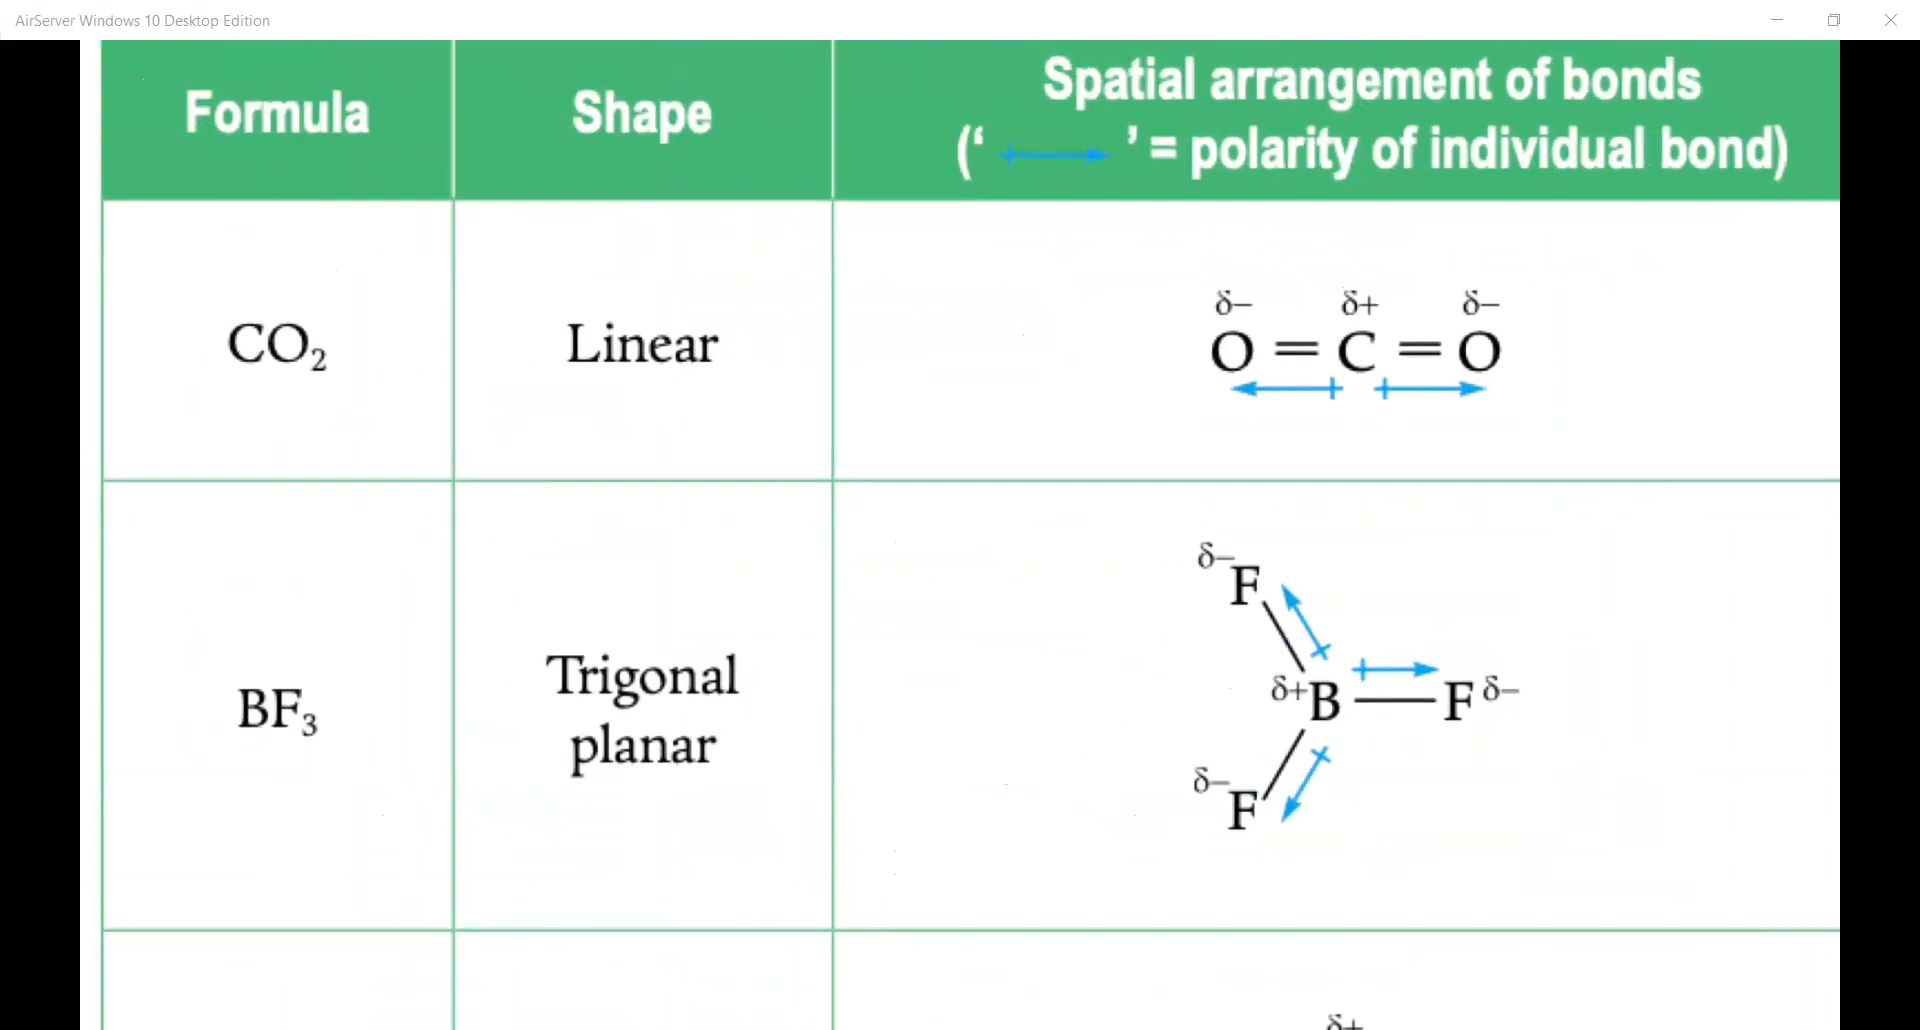 AirServer Windows 10 Desktop Edition
Formula
Shape
Spatial arrangement of bonds
(‘ ’ = polarity of individual bond)
CO₂
Linear
δ− δ+ δ−
O = C = O
BF₃
Trigonal
planar
δ−
F
δ+B—F δ−
δ−
F
δ+